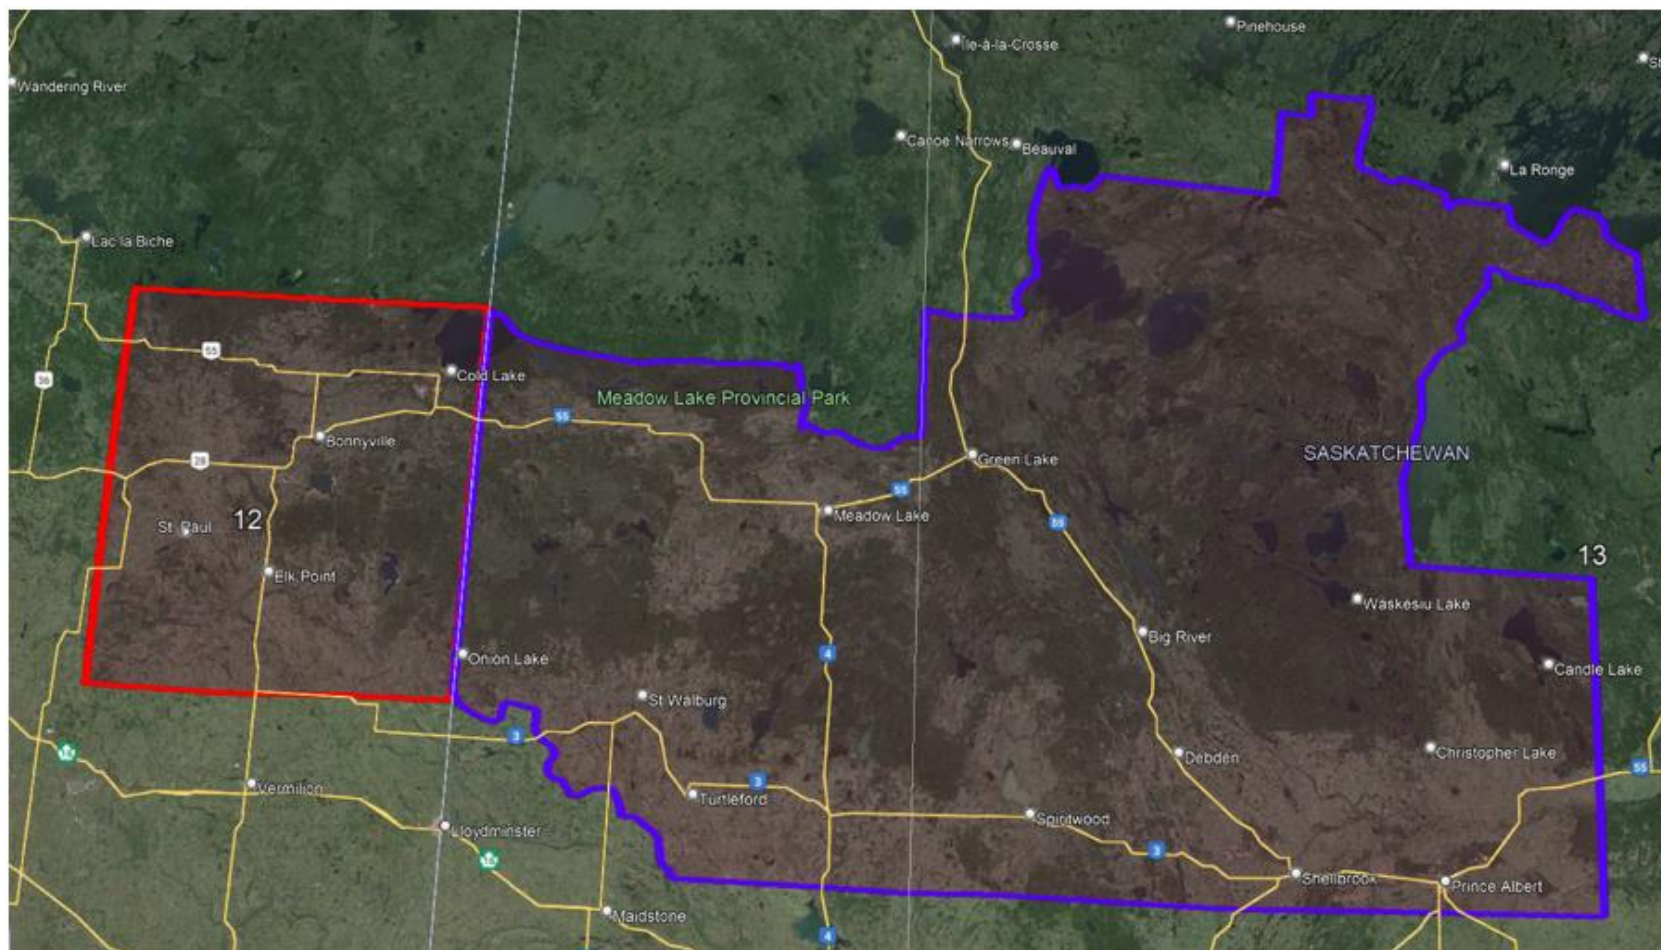 Pinehouse
Île-à-la-Crosse
St
Wandering River
Canoe Narrows
Beauval
La Ronge
Lac la Biche
55
36
Cold Lake
Meadow Lake Provincial Park
55
Bonnyville
SASKATCHEWAN
28
Green Lake
55
Meadow Lake
12
St. Paul
55
13
Elk Point
Waskesiu Lake
Big River
4
Onion Lake
Candle Lake
St Walburg
3
16
Christopher Lake
Debden
55
3
Vermilion
Turtleford
Spiritwood
Lloydminster
3
16
Shellbrook
Prince Albert
Maidstone
4